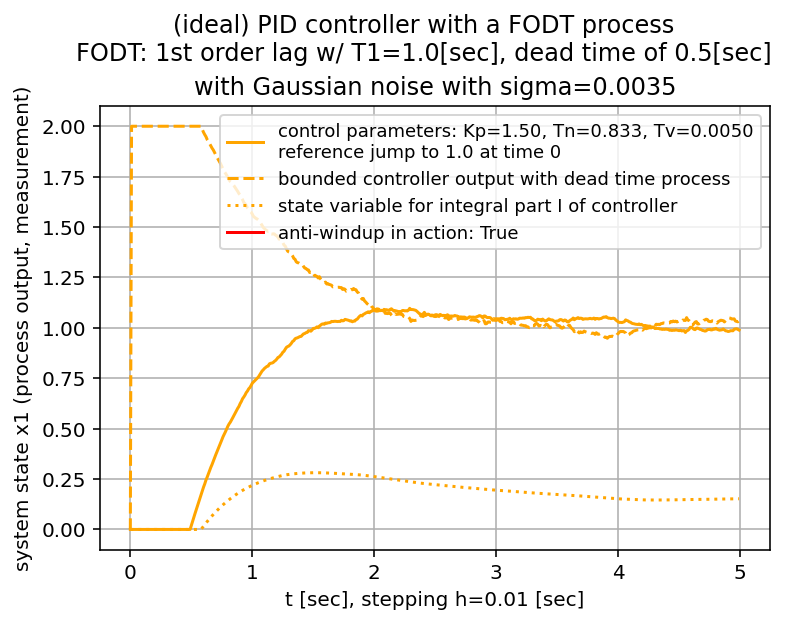 (ideal) PID controller with a FODT process
FODT: 1st order lag w/ T1=1.0[sec], dead time of 0.5[sec]
with Gaussian noise with sigma=0.0035
system state x1 (process output, measurement)
2.00
1.75
1.50
1.25
1.00
0.75
0.50
0.25
0.00
control parameters: Kp=1.50, Tn=0.833, Tv=0.0050
reference jump to 1.0 at time 0
bounded controller output with dead time process
state variable for integral part I of controller
anti-windup in action: True
0 1 2 3 4 5
t [sec], stepping h=0.01 [sec]